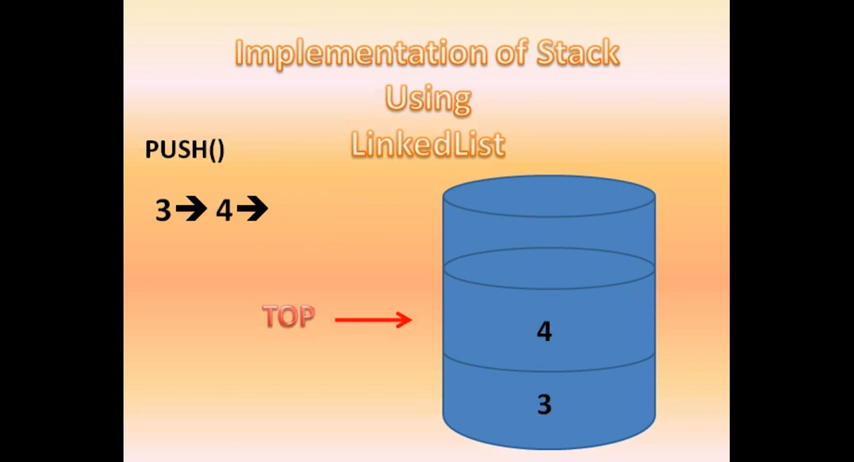 Implementation of Stack
Using
LinkedList
PUSH()
3➔ 4➔
TOP
4
3